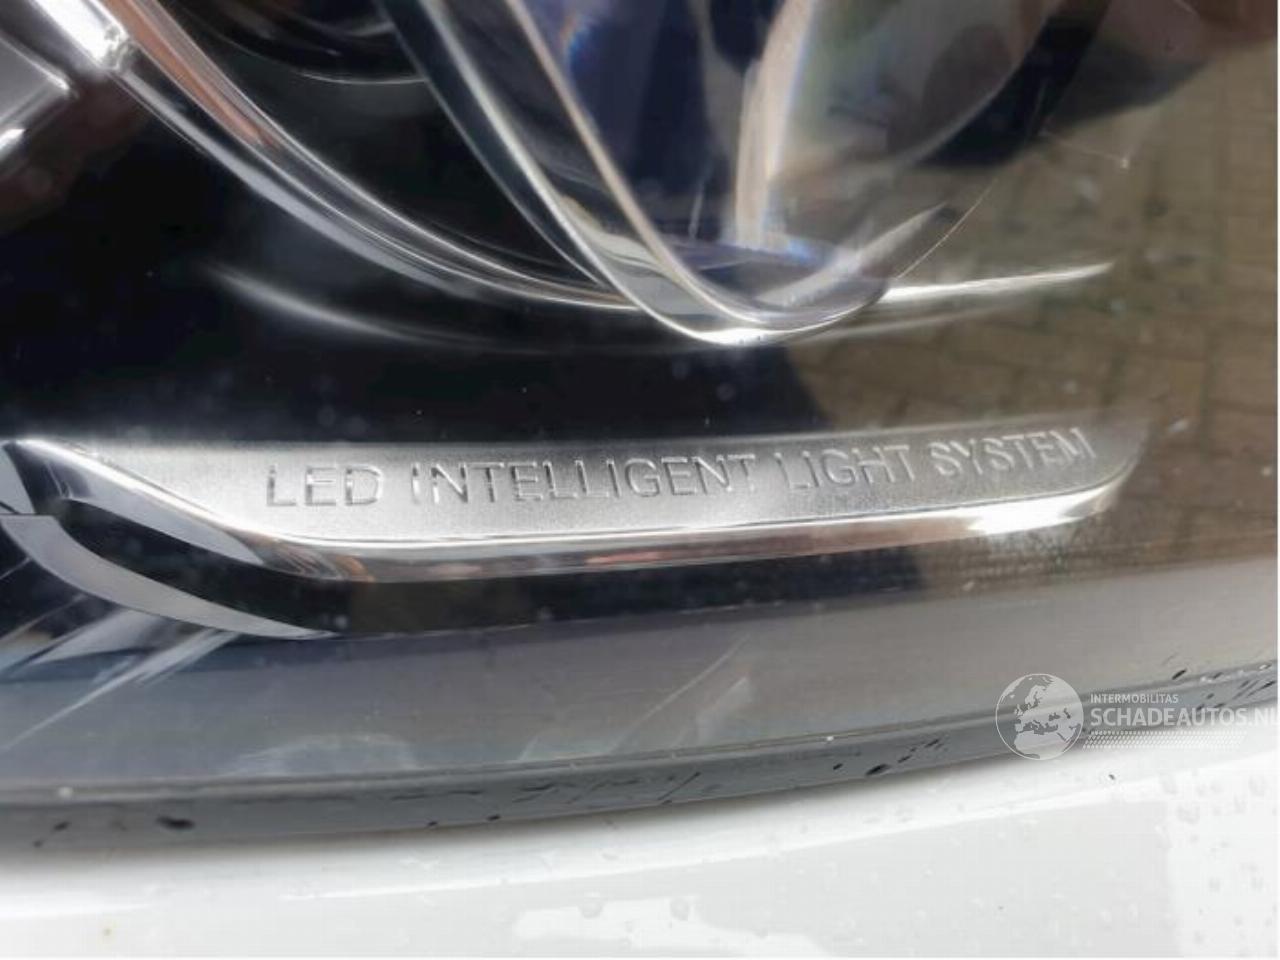 LED INTELLIGENT LIGHT SYSTEM
INTERMOBILITAS
SCHADEAUTOS.NL